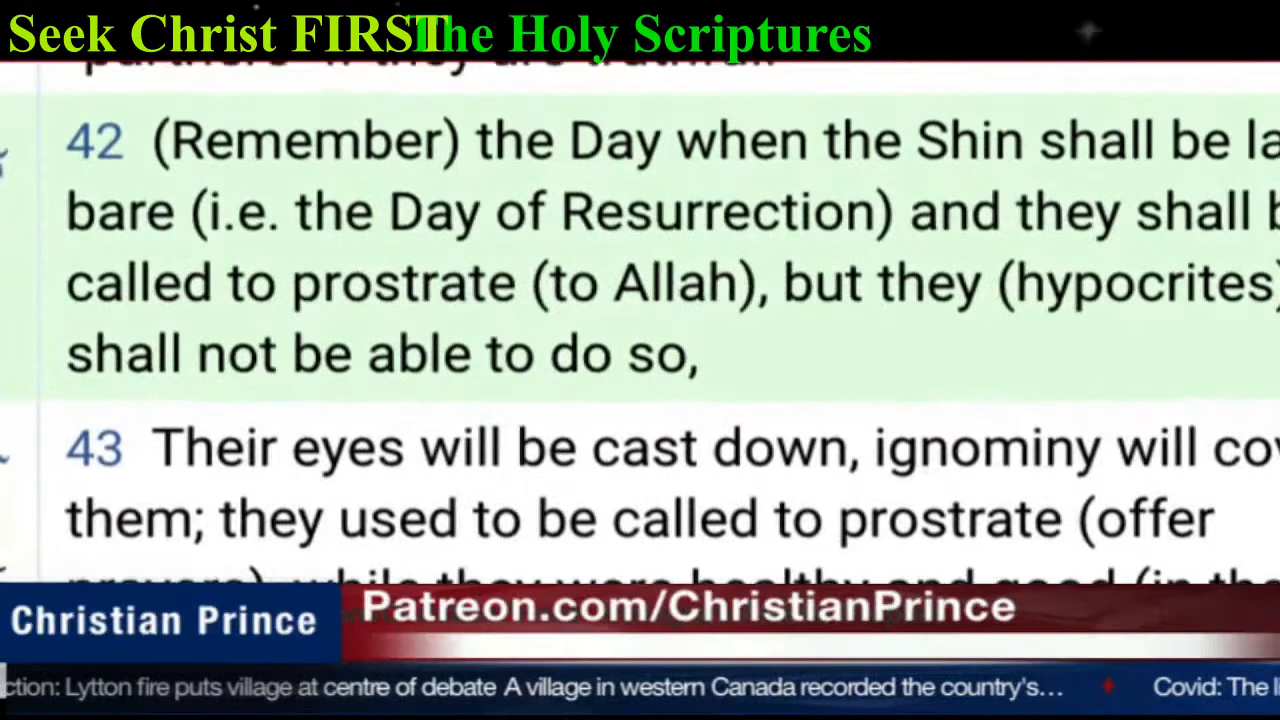 Seek Christ FIRST The Holy Scriptures
42 (Remember) the Day when the Shin shall be la
bare (i.e. the Day of Resurrection) and they shall b
called to prostrate (to Allah), but they (hypocrites)
shall not be able to do so,
43 Their eyes will be cast down, ignominy will cov
them; they used to be called to prostrate (offer
Christian Prince
Patreon.com/ChristianPrince
ction: Lytton fire puts village at centre of debate A village in western Canada recorded the country's... Covid: The li